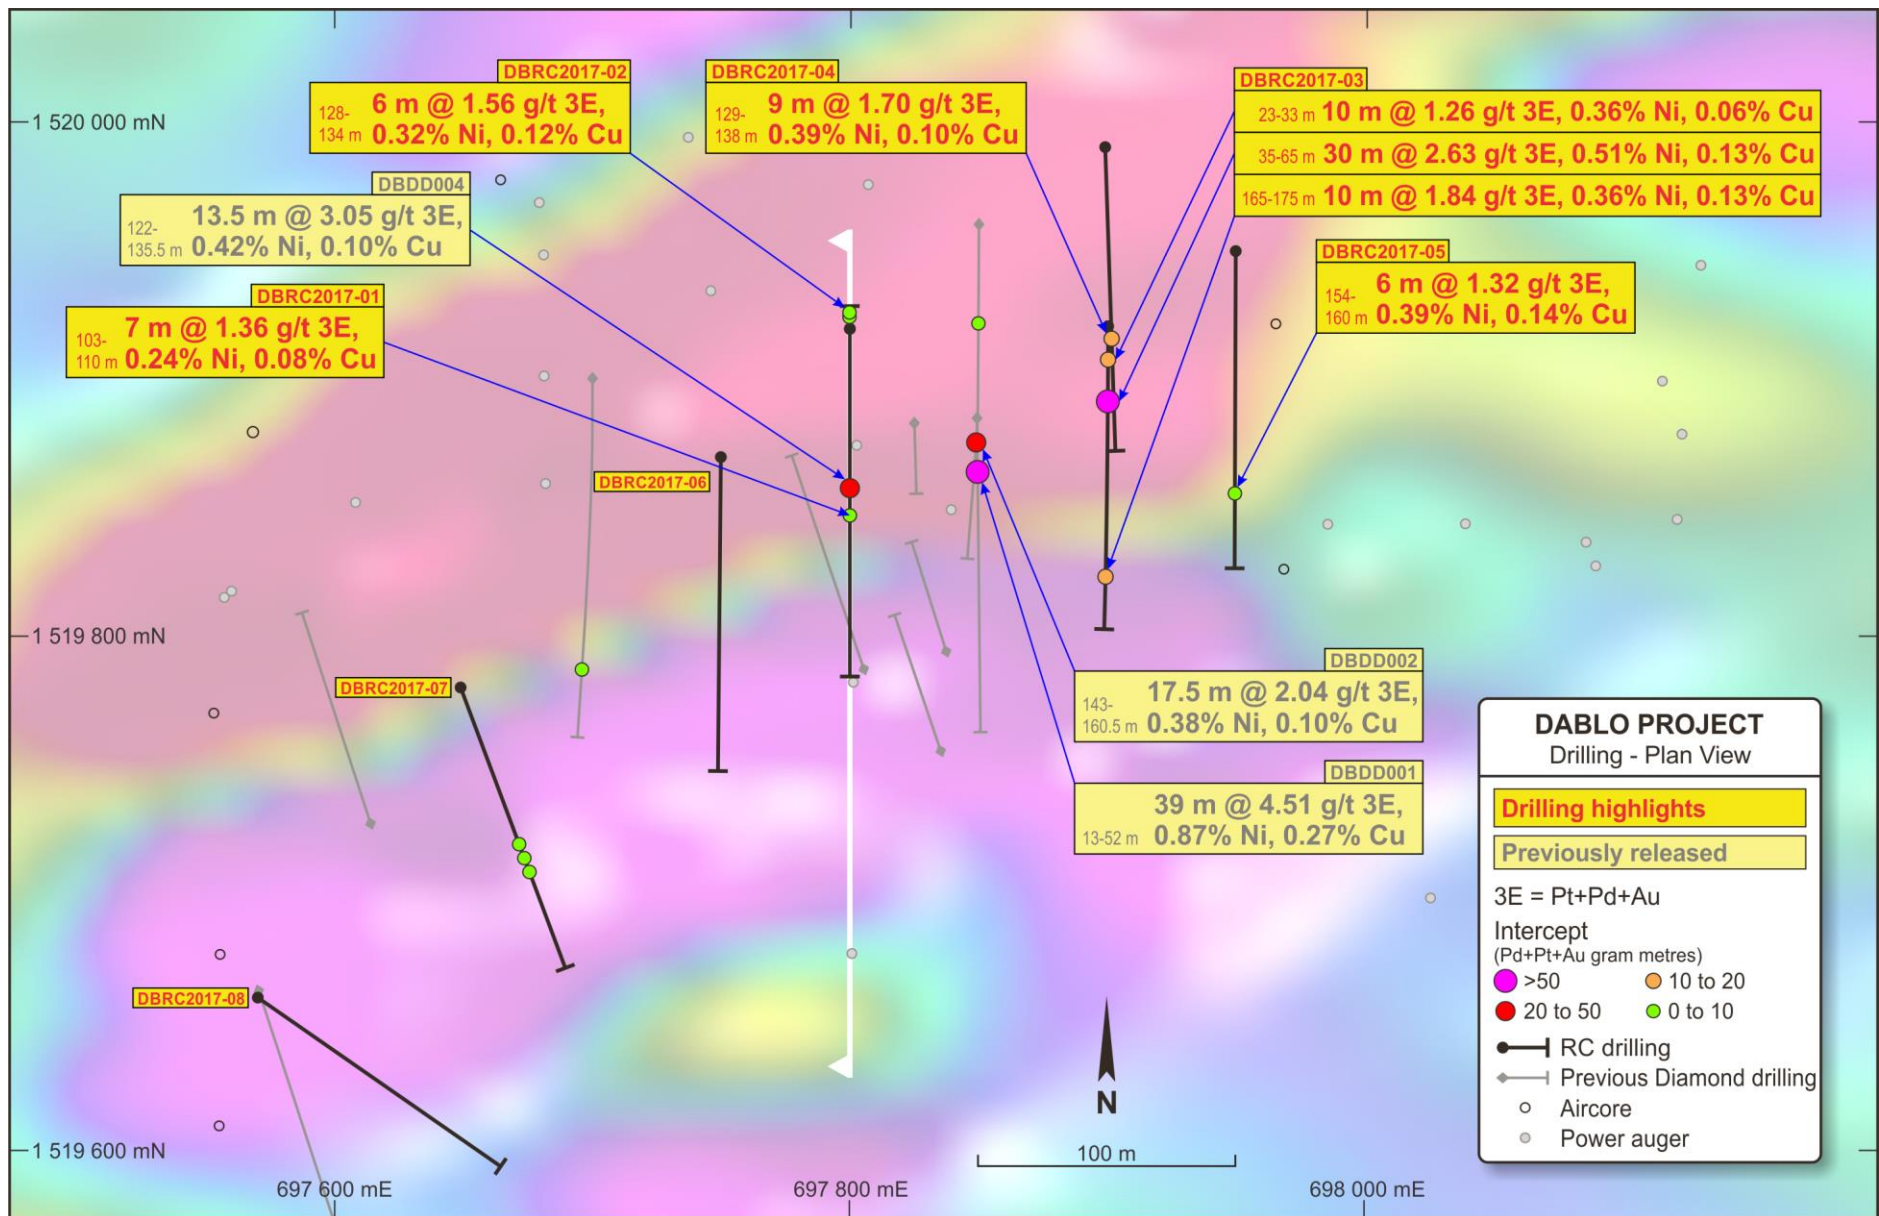 1 520 000 mN
1 519 800 mN
1 519 600 mN
697 600 mE
697 800 mE
698 000 mE
DBRC2017-02
128-
134 m
6 m @ 1.56 g/t 3E,
0.32% Ni, 0.12% Cu
DBRC2017-04
129-
138 m
9 m @ 1.70 g/t 3E,
0.39% Ni, 0.10% Cu
DBRC2017-03
23-33 m 10 m @ 1.26 g/t 3E, 0.36% Ni, 0.06% Cu
35-65 m 30 m @ 2.63 g/t 3E, 0.51% Ni, 0.13% Cu
165-175 m 10 m @ 1.84 g/t 3E, 0.36% Ni, 0.13% Cu
DBDD004
122-
135.5 m
13.5 m @ 3.05 g/t 3E,
0.42% Ni, 0.10% Cu
DBRC2017-05
154-
160 m
6 m @ 1.32 g/t 3E,
0.39% Ni, 0.14% Cu
DBRC2017-01
103-
110 m
7 m @ 1.36 g/t 3E,
0.24% Ni, 0.08% Cu
DBRC2017-06
DBRC2017-07
DBRC2017-08
DBDD002
143-
160.5 m
17.5 m @ 2.04 g/t 3E,
0.38% Ni, 0.10% Cu
DBDD001
13-52 m
39 m @ 4.51 g/t 3E,
0.87% Ni, 0.27% Cu
N
100 m
DABLO PROJECT
Drilling - Plan View
Drilling highlights
Previously released
3E = Pt+Pd+Au
Intercept
(Pd+Pt+Au gram metres)
>50
10 to 20
20 to 50
0 to 10
RC drilling
Previous Diamond drilling
Aircore
Power auger